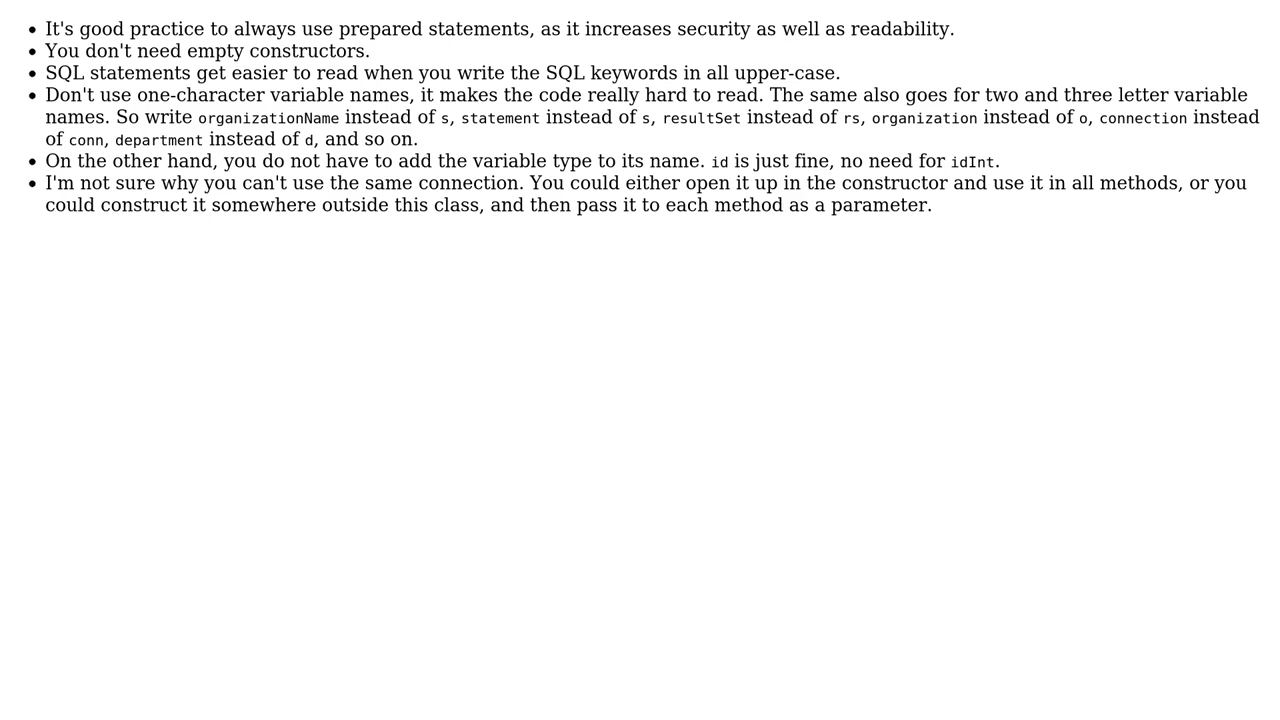 • It's good practice to always use prepared statements, as it increases security as well as readability.
• You don't need empty constructors.
• SQL statements get easier to read when you write the SQL keywords in all upper-case.
• Don't use one-character variable names, it makes the code really hard to read. The same also goes for two and three letter variable
names. So write organizationName instead of s, statement instead of s, resultSet instead of rs, organization instead of o, connection instead
of conn, department instead of d, and so on.
• On the other hand, you do not have to add the variable type to its name. id is just fine, no need for idInt.
• I'm not sure why you can't use the same connection. You could either open it up in the constructor and use it in all methods, or you
could construct it somewhere outside this class, and then pass it to each method as a parameter.